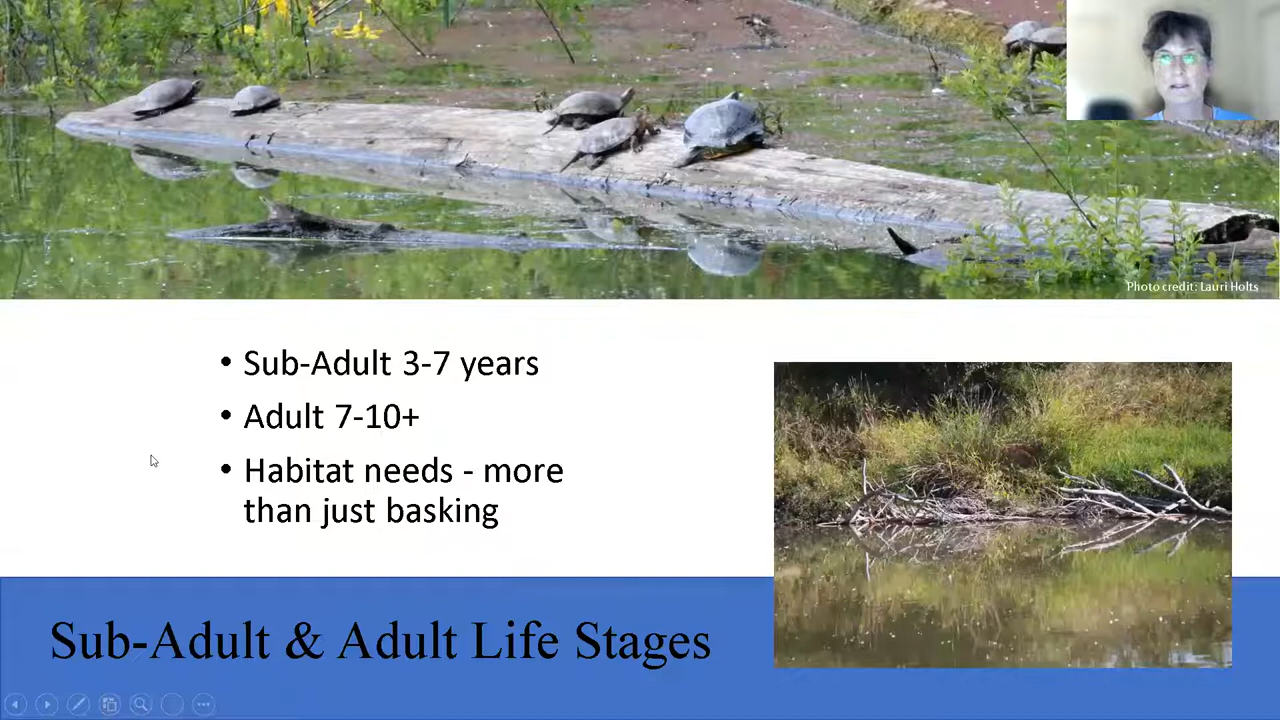 Photo credit: Lauri Holts
• Sub-Adult 3-7 years
• Adult 7-10+
• Habitat needs - more
than just basking
Sub-Adult & Adult Life Stages